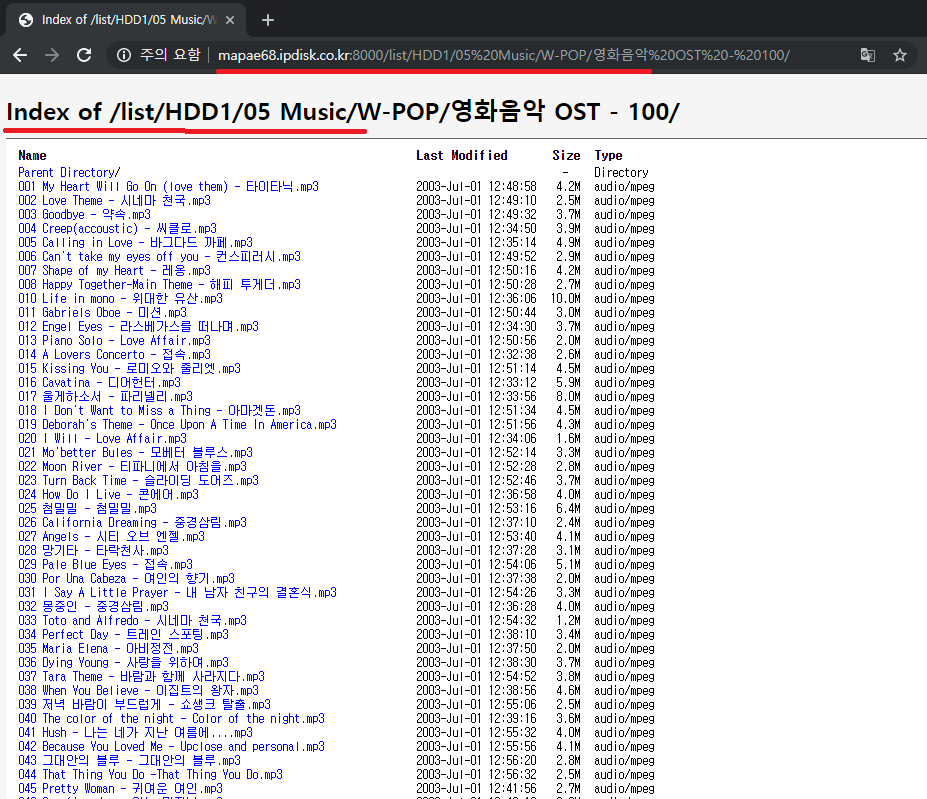 Index of /list/HDD1/05 Music/W
주의 요함 mapae68.ipdisk.co.kr:8000/list/HDD1/05%20Music/W-POP/영화음악%20OST%20-%20100/
Index of /list/HDD1/05 Music/W-POP/영화음악 OST - 100/
Name Last Modified Size Type
Parent Directory/ - Directory
001 My Heart Will Go On (love them) - 타이타닉.mp3 2003-Jul-01 12:48:58 4.2M audio/mpeg
002 Love Theme - 시네마 천국.mp3 2003-Jul-01 12:49:10 2.5M audio/mpeg
003 Goodbye - 약속.mp3 2003-Jul-01 12:49:32 3.7M audio/mpeg
004 Creep(accoustic) - 씨클로.mp3 2003-Jul-01 12:34:50 3.9M audio/mpeg
005 Calling in Love - 바그다드 까페.mp3 2003-Jul-01 12:35:14 4.9M audio/mpeg
006 Can't take my eyes off you - 컨스피러시.mp3 2003-Jul-01 12:49:52 2.9M audio/mpeg
007 Shape of my Heart - 레옹.mp3 2003-Jul-01 12:50:16 4.2M audio/mpeg
008 Happy Together-Main Theme - 해피 투게더.mp3 2003-Jul-01 12:50:28 2.7M audio/mpeg
010 Life in mono - 위대한 유산.mp3 2003-Jul-01 12:36:06 10.0M audio/mpeg
011 Gabriels Oboe - 미션.mp3 2003-Jul-01 12:50:44 3.0M audio/mpeg
012 Engel Eyes - 라스베가스를 떠나며.mp3 2003-Jul-01 12:34:30 3.7M audio/mpeg
013 Piano Solo - Love Affair.mp3 2003-Jul-01 12:50:56 2.0M audio/mpeg
014 A Lovers Concerto - 접속.mp3 2003-Jul-01 12:32:38 2.6M audio/mpeg
015 Kissing You - 로미오와 줄리엣.mp3 2003-Jul-01 12:51:14 4.5M audio/mpeg
016 Cavatina - 디어헌터.mp3 2003-Jul-01 12:33:12 5.9M audio/mpeg
017 울게하소서 - 파리넬리.mp3 2003-Jul-01 12:33:56 8.0M audio/mpeg
018 I Don't Want to Miss a Thing - 아마겟돈.mp3 2003-Jul-01 12:51:34 4.5M audio/mpeg
019 Deborah's Theme - Once Upon A Time In America.mp3 2003-Jul-01 12:51:56 4.3M audio/mpeg
020 I Will - Love Affair.mp3 2003-Jul-01 12:34:06 1.6M audio/mpeg
021 Mo'better Bules - 모베터 블루스.mp3 2003-Jul-01 12:52:14 3.3M audio/mpeg
022 Moon River - 티파니에서 아침을.mp3 2003-Jul-01 12:52:28 2.8M audio/mpeg
023 Turn Back Time - 슬라이딩 도어즈.mp3 2003-Jul-01 12:52:46 3.7M audio/mpeg
024 How Do I Live - 콘에어.mp3 2003-Jul-01 12:36:58 4.0M audio/mpeg
025 첨밀밀 - 첨밀밀.mp3 2003-Jul-01 12:53:16 6.4M audio/mpeg
026 California Dreaming - 중경삼림.mp3 2003-Jul-01 12:37:10 2.4M audio/mpeg
027 Angels - 시티 오브 엔젤.mp3 2003-Jul-01 12:53:40 4.1M audio/mpeg
028 망기타 - 타락천사.mp3 2003-Jul-01 12:37:28 3.1M audio/mpeg
029 Pale Blue Eyes - 접속.mp3 2003-Jul-01 12:54:06 5.1M audio/mpeg
030 Por Una Cabeza - 여인의 향기.mp3 2003-Jul-01 12:37:38 2.0M audio/mpeg
031 I Say A Little Prayer - 내 남자 친구의 결혼식.mp3 2003-Jul-01 12:54:26 3.3M audio/mpeg
032 몽중인 - 중경삼림.mp3 2003-Jul-01 12:36:28 4.0M audio/mpeg
033 Toto and Alfredo - 시네마 천국.mp3 2003-Jul-01 12:54:32 1.2M audio/mpeg
034 Perfect Day - 트레인 스포팅.mp3 2003-Jul-01 12:38:10 3.4M audio/mpeg
035 Maria Elena - 아비정전.mp3 2003-Jul-01 12:37:50 2.0M audio/mpeg
036 Dying Young - 사랑을 위하여.mp3 2003-Jul-01 12:38:30 3.7M audio/mpeg
037 Tara Theme - 바람과 함께 사라지다.mp3 2003-Jul-01 12:54:52 3.8M audio/mpeg
038 When You Believe - 이집트의 왕자.mp3 2003-Jul-01 12:38:56 4.6M audio/mpeg
039 저녁 바람이 부드럽게 - 쇼생크 탈출.mp3 2003-Jul-01 12:55:06 2.5M audio/mpeg
040 The color of the night - Color of the night.mp3 2003-Jul-01 12:39:16 3.6M audio/mpeg
041 Hush - 나는 네가 지난 여름에....mp3 2003-Jul-01 12:55:32 4.0M audio/mpeg
042 Because You Loved Me - Upclose and personal.mp3 2003-Jul-01 12:55:56 4.1M audio/mpeg
043 그대안의 블루 - 그대안의 블루.mp3 2003-Jul-01 12:56:20 2.8M audio/mpeg
044 That Thing You Do -That Thing You Do.mp3 2003-Jul-01 12:56:32 2.5M audio/mpeg
045 Pretty Woman - 귀여운 여인.mp3 2003-Jul-01 12:41:56 2.7M audio/mpeg